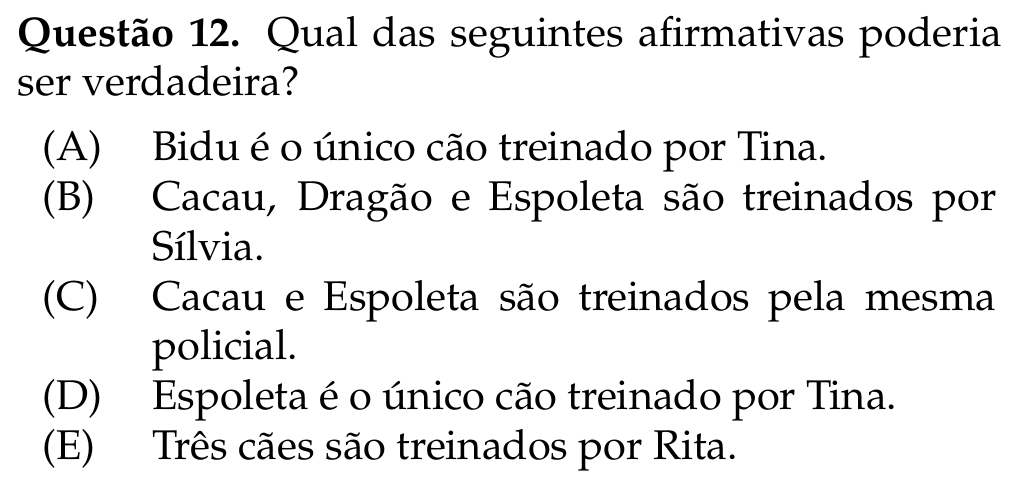 Questão 12. Qual das seguintes afirmativas poderia
ser verdadeira?
(A) Bidu é o único cão treinado por Tina.
(B) Cacau, Dragão e Espoleta são treinados por
Sílvia.
(C) Cacau e Espoleta são treinados pela mesma
policial.
(D) Espoleta é o único cão treinado por Tina.
(E) Três cães são treinados por Rita.